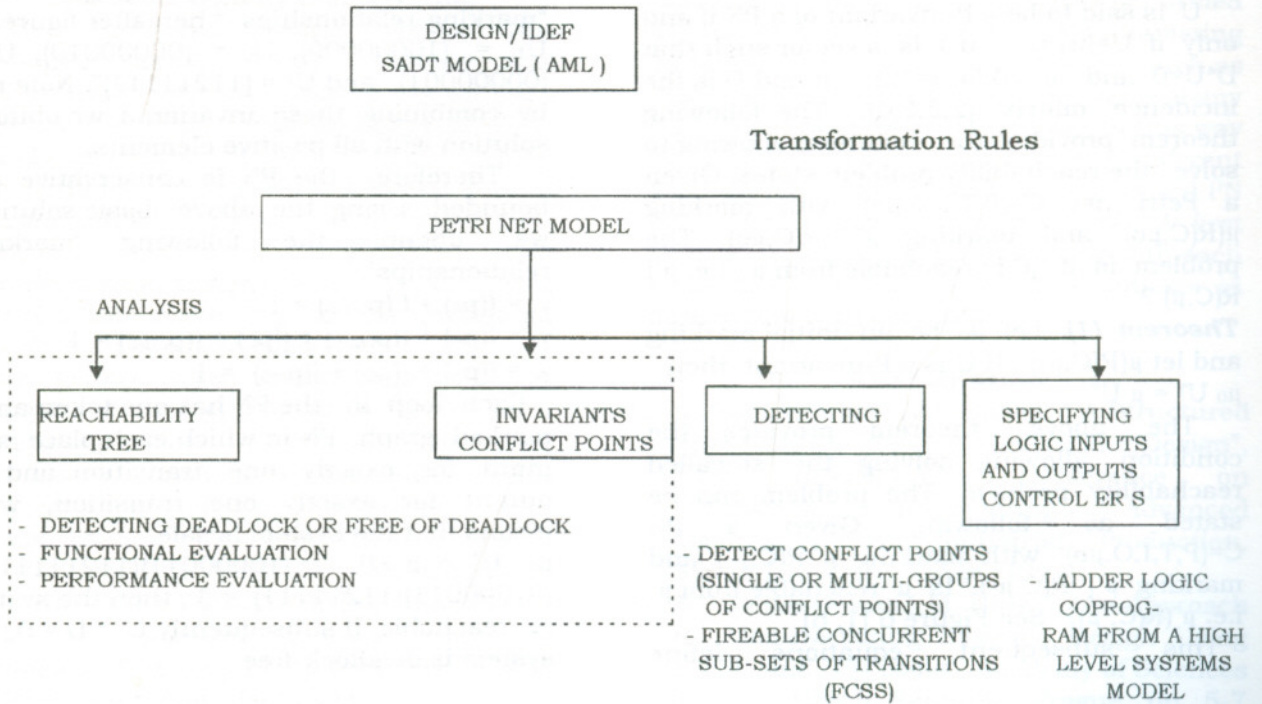 DESIGN/IDEF
SADT MODEL ( AML )
Transformation Rules
PETRI NET MODEL
ANALYSIS
REACHABILITY
TREE
INVARIANTS
CONFLICT POINTS
DETECTING
SPECIFYING
LOGIC INPUTS
AND OUTPUTS
CONTROL ER S
- DETECTING DEADLOCK OR FREE OF DEADLOCK
- FUNCTIONAL EVALUATION
- PERFORMANCE EVALUATION
- DETECT CONFLICT POINTS
(SINGLE OR MULTI-GROUPS
OF CONFLICT POINTS)
- FIREABLE CONCURRENT
SUB-SETS OF TRANSITIONS
(FCSS)
- LADDER LOGIC
COPROG-
RAM FROM A HIGH
LEVEL SYSTEMS
MODEL